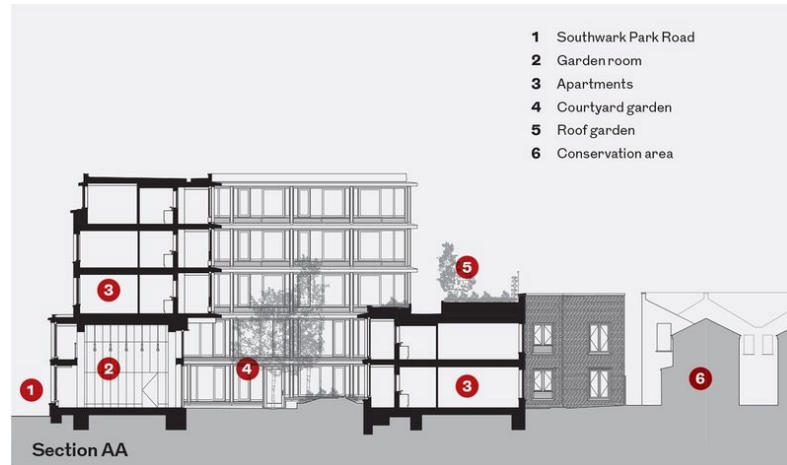 1 Southwark Park Road
2 Garden room
3 Apartments
4 Courtyard garden
5 Roof garden
6 Conservation area
5
3
2
4
3
6
1
Section AA